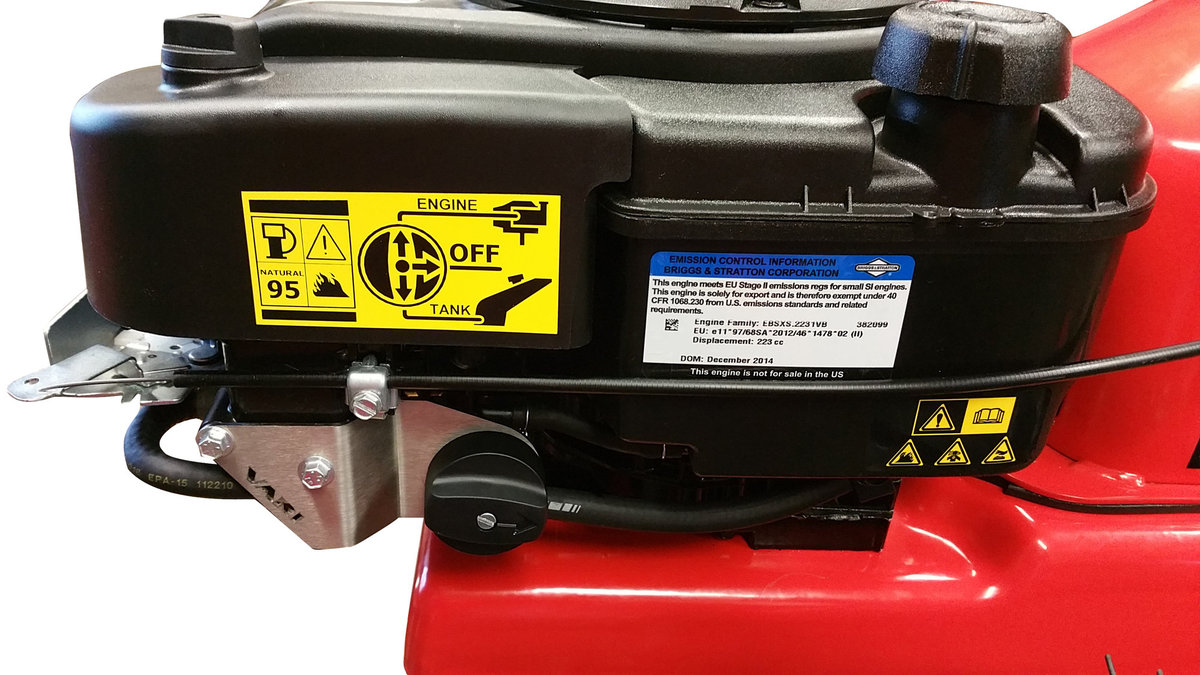 ENGINE
OFF
TANK
NATURAL
95
EMISSION CONTROL INFORMATION
BRIGGS & STRATTON CORPORATION
BRIGGS & STRATTON
This engine meets EU Stage II emissions regs for small SI engines.
This engine is solely for export and is therefore exempt under 40
CFR 1068.230 from U.S. emissions standards and related
requirements.
Engine Family: EBSXS.2231VB 382099
EU: e11*97/68SA*2012/46*1478*02 (II)
Displacement: 223 cc
DOM: December 2014
This engine is not for sale in the US
EPA-15 112210
VARI